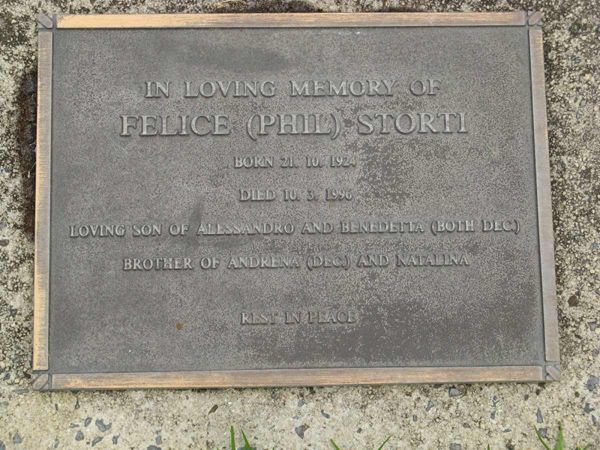 IN LOVING MEMORY OF
FELICE (PHIL) STORTI
BORN 21. 10. 1924
DIED 10. 3. 1996
LOVING SON OF ALESSANDRO AND BENEDETTA (BOTH DEC)
BROTHER OF ANDRENA (DEC) AND NATALINA
REST IN PEACE